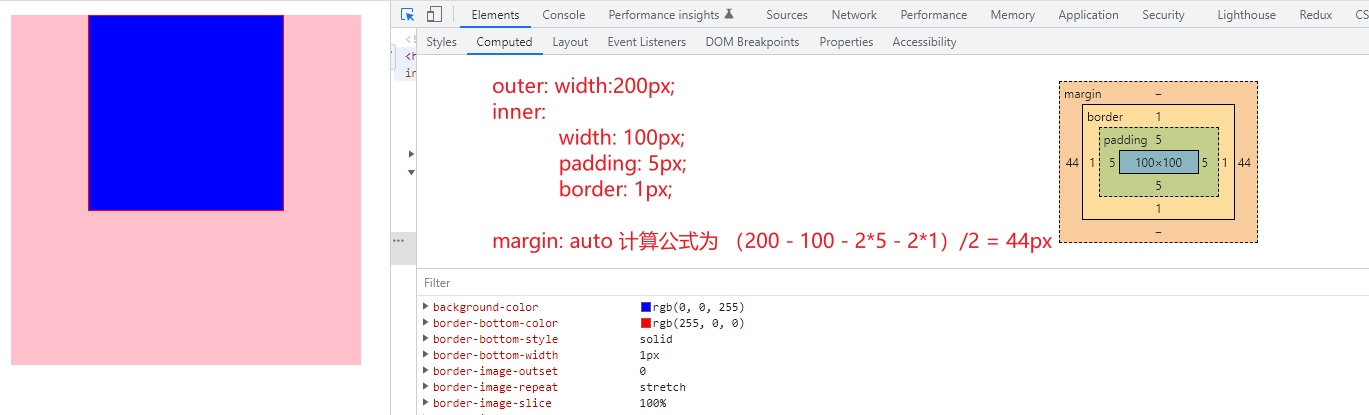 Elements Console Performance insights Sources Network Performance Memory Application Security Lighthouse Redux CS
Styles Computed Layout Event Listeners DOM Breakpoints Properties Accessibility
<!
<h
in
...
outer: width:200px;
inner:
width: 100px;
padding: 5px;
border: 1px;
margin: auto 计算公式为 （200 - 100 - 2*5 - 2*1）/2 = 44px
margin –
border 1
padding 5
44 1 5 100×100 5 1 44
5
1
–
Filter
background-color rgb(0, 0, 255)
border-bottom-color rgb(255, 0, 0)
border-bottom-style solid
border-bottom-width 1px
border-image-outset 0
border-image-repeat stretch
border-image-slice 100%